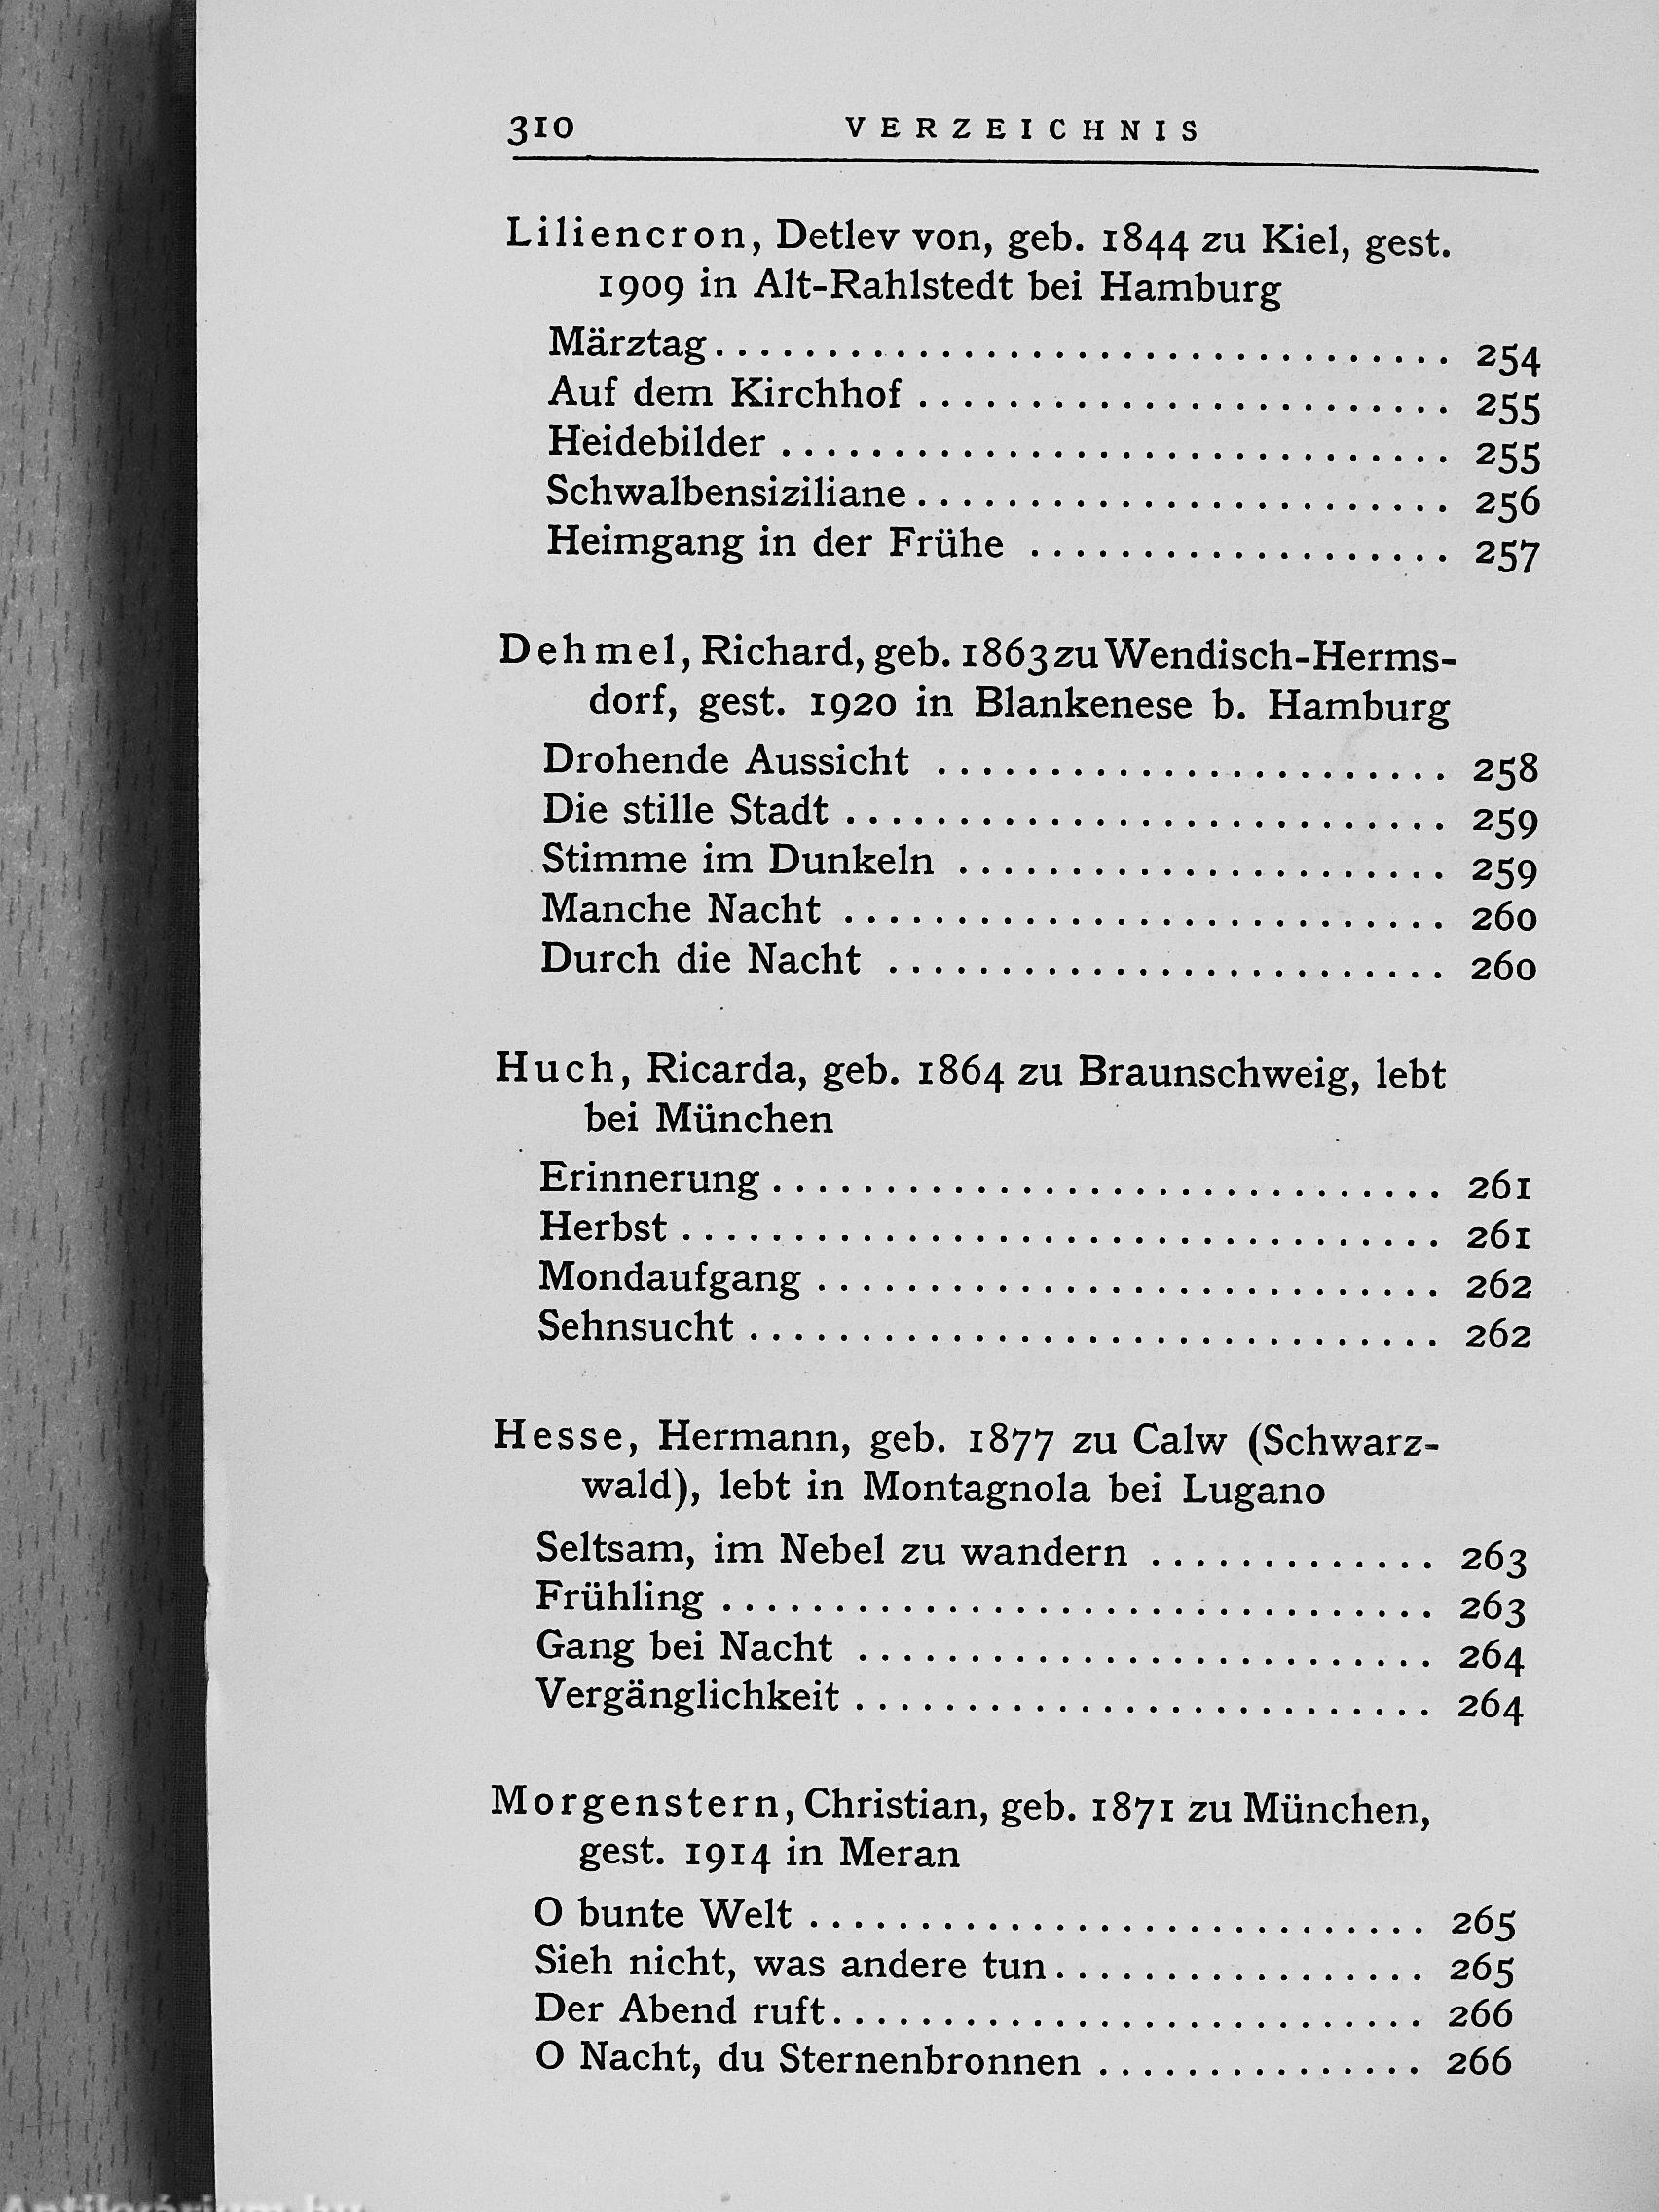 310 VERZEICHNIS
Liliencron, Detlev von, geb. 1844 zu Kiel, gest.
1909 in Alt-Rahlstedt bei Hamburg
Märztag................................. 254
Auf dem Kirchhof ........................ 255
Heidebilder .............................. 255
Schwalbensiziliane........................ 256
Heimgang in der Frühe ................... 257
Dehmel, Richard, geb. 1863 zu Wendisch-Herms-
dorf, gest. 1920 in Blankenese b. Hamburg
Drohende Aussicht ....................... 258
Die stille Stadt ........................... 259
Stimme im Dunkeln ...................... 259
Manche Nacht ........................... 260
Durch die Nacht ......................... 260
Huch, Ricarda, geb. 1864 zu Braunschweig, lebt
bei München
Erinnerung.............................. 261
Herbst .................................. 261
Mondaufgang ............................ 262
Sehnsucht ............................... 262
Hesse, Hermann, geb. 1877 zu Calw (Schwarz-
wald), lebt in Montagnola bei Lugano
Seltsam, im Nebel zu wandern ............. 263
Frühling ................................ 263
Gang bei Nacht .......................... 264
Vergänglichkeit .......................... 264
Morgenstern, Christian, geb. 1871 zu München,
gest. 1914 in Meran
O bunte Welt ............................ 265
Sieh nicht, was andere tun................. 265
Der Abend ruft........................... 266
O Nacht, du Sternenbronnen ............... 266